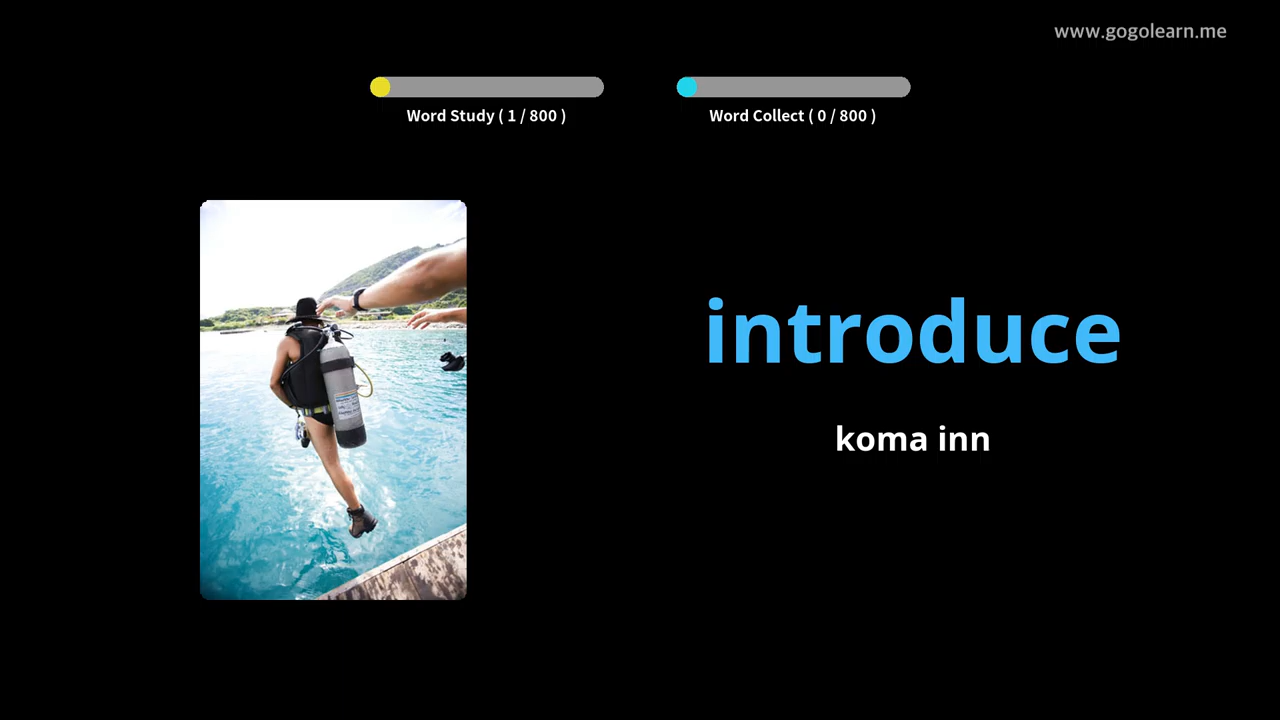 www.gogolearn.me
Word Study ( 1 / 800 )
Word Collect ( 0 / 800 )
introduce
koma inn